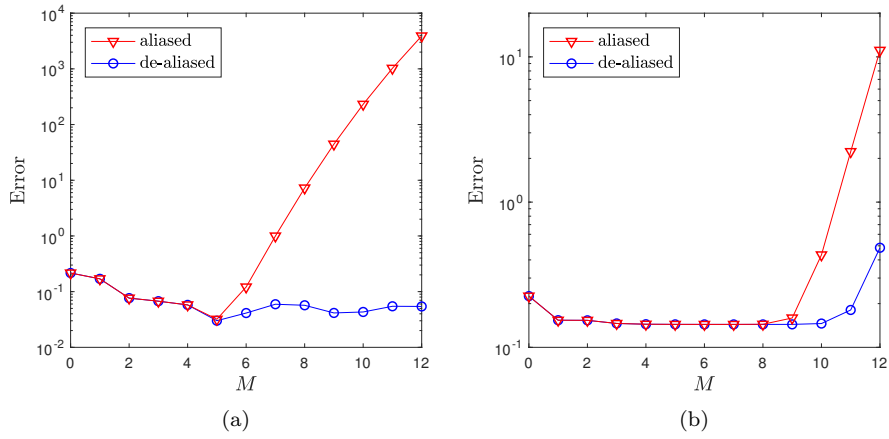 aliased
de-aliased
10^4
10^3
10^2
10^1
10^0
10^-1
10^-2
Error
0 2 4 6 8 10 12
M
(a)
aliased
de-aliased
10^1
10^0
10^-1
Error
0 2 4 6 8 10 12
M
(b)